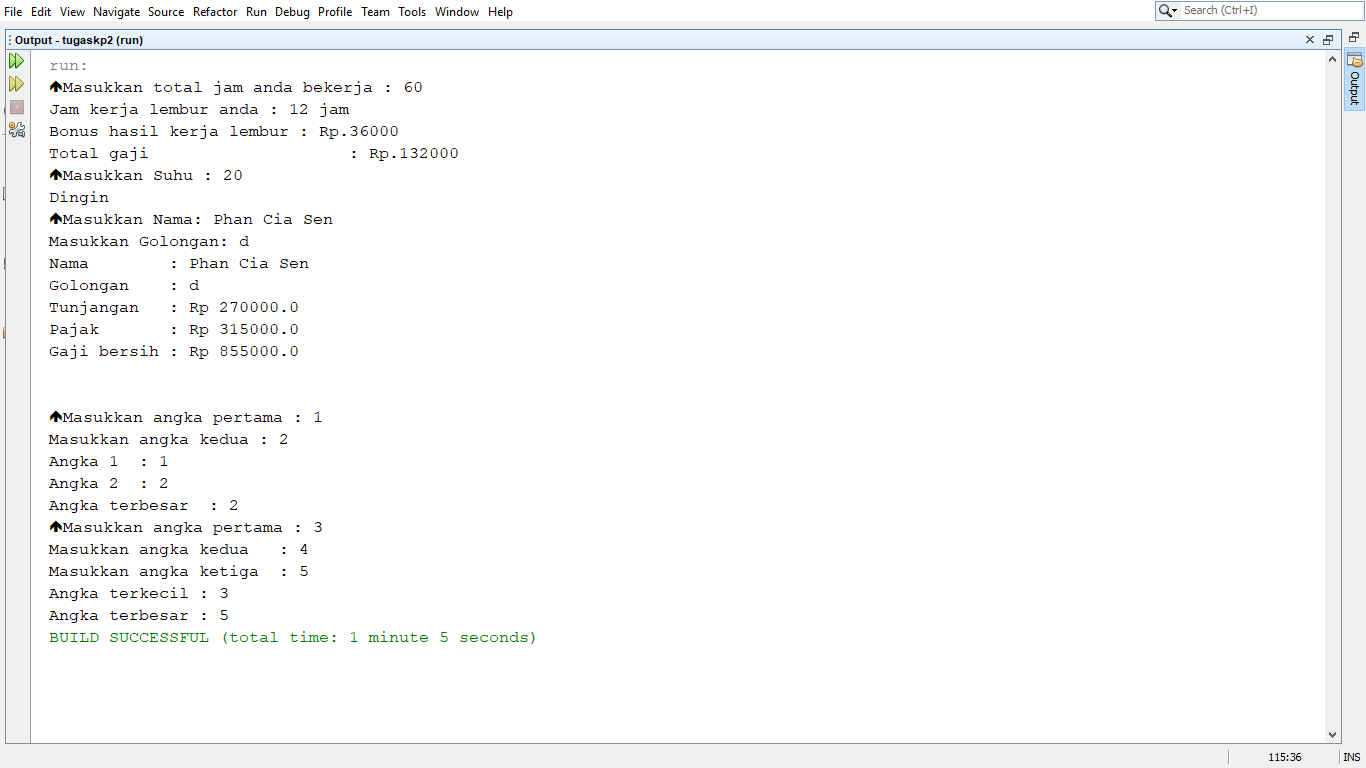 File Edit View Navigate Source Refactor Run Debug Profile Team Tools Window Help
Search (Ctrl+I)
Output - tugaskp2 (run)
run:
Masukkan total jam anda bekerja : 60
Jam kerja lembur anda : 12 jam
Bonus hasil kerja lembur : Rp.36000
Total gaji                    : Rp.132000
Masukkan Suhu : 20
Dingin
Masukkan Nama: Phan Cia Sen
Masukkan Golongan: d
Nama        : Phan Cia Sen
Golongan    : d
Tunjangan   : Rp 270000.0
Pajak       : Rp 315000.0
Gaji bersih : Rp 855000.0
Masukkan angka pertama : 1
Masukkan angka kedua : 2
Angka 1  : 1
Angka 2  : 2
Angka terbesar  : 2
Masukkan angka pertama : 3
Masukkan angka kedua   : 4
Masukkan angka ketiga  : 5
Angka terkecil : 3
Angka terbesar : 5
BUILD SUCCESSFUL (total time: 1 minute 5 seconds)
Output
115:36
INS